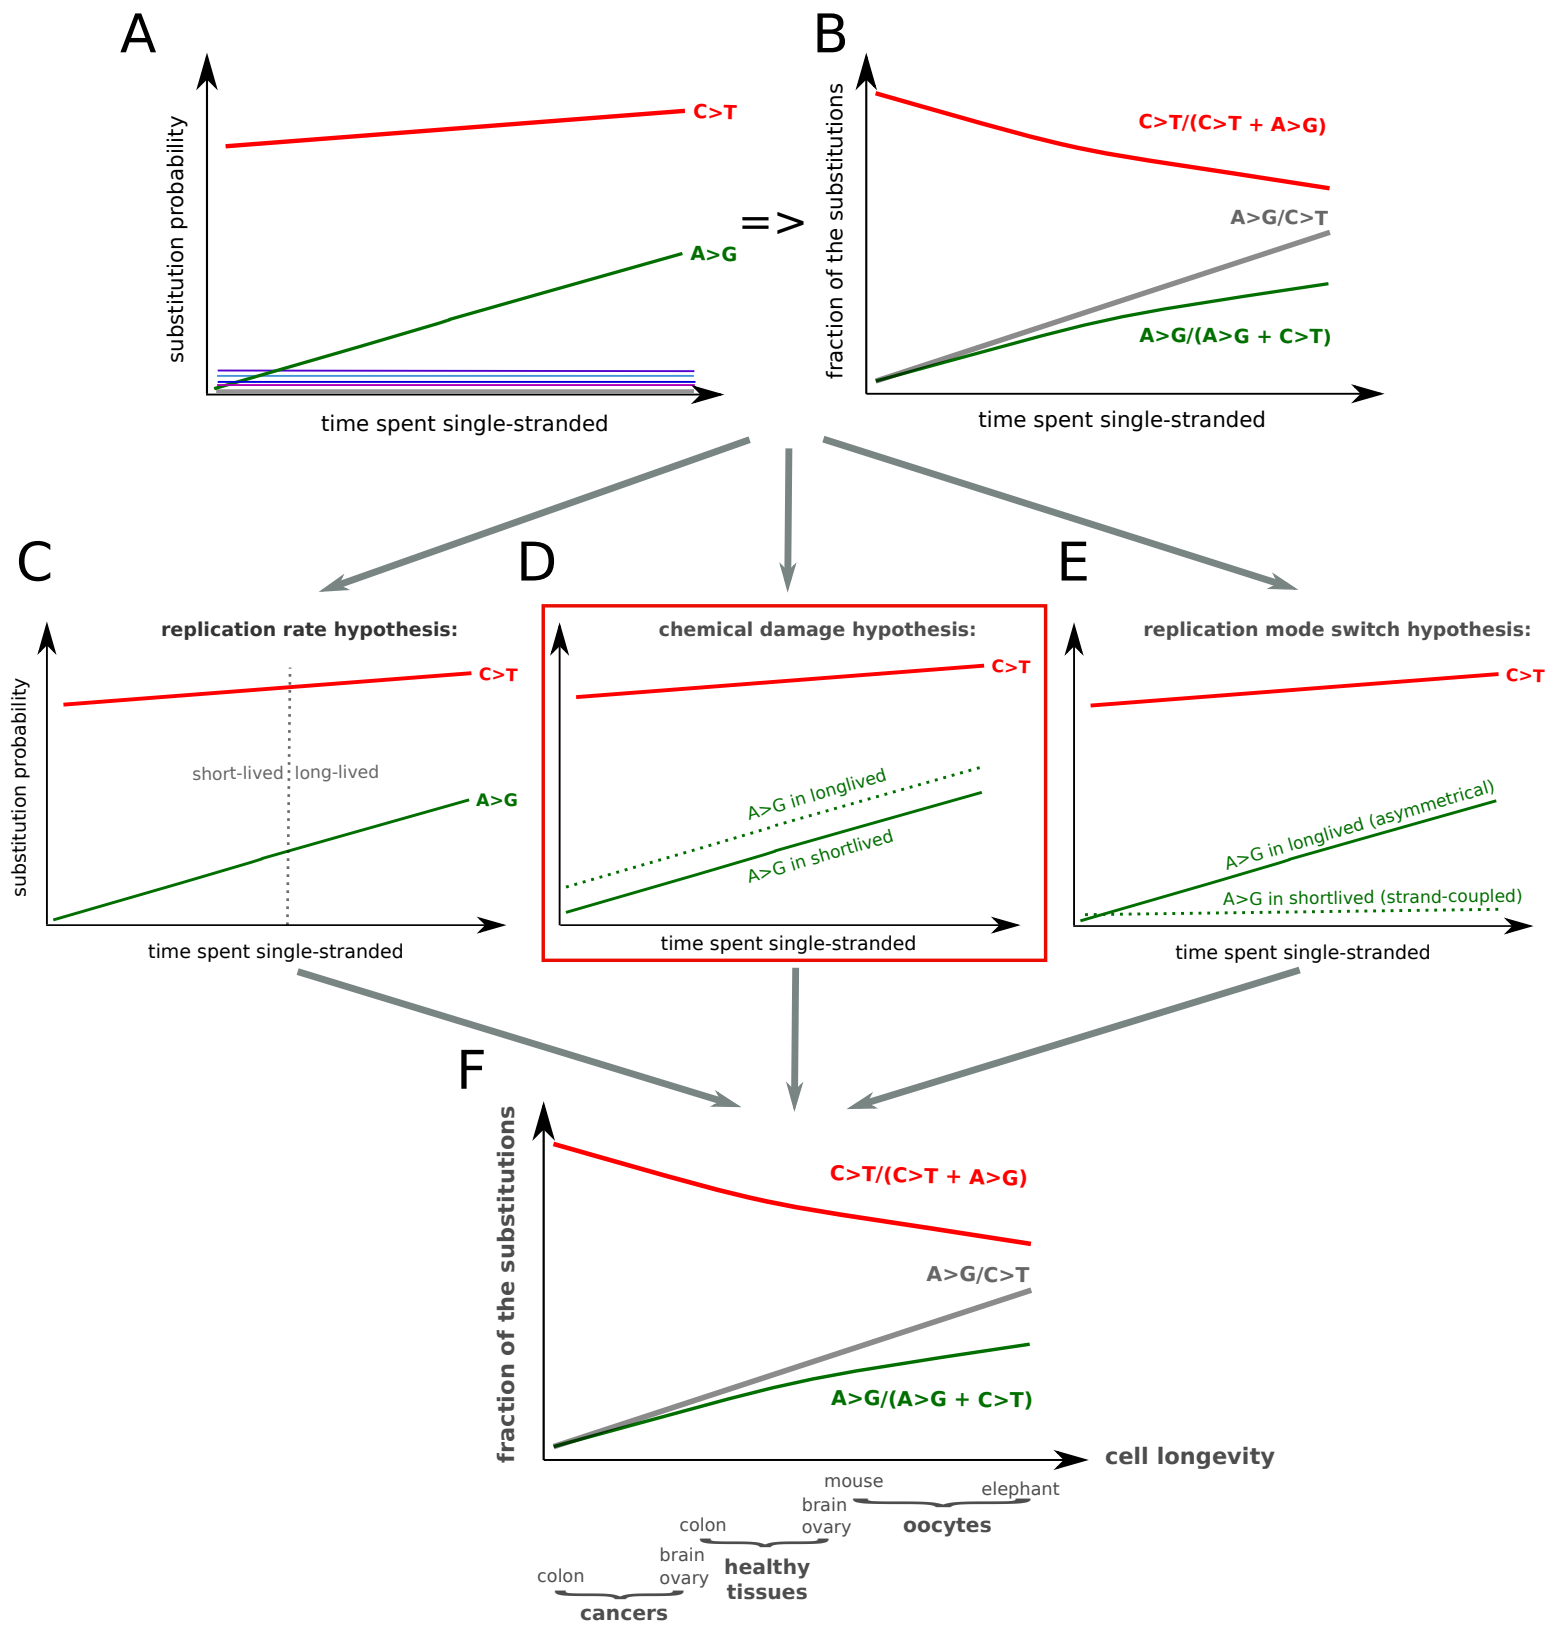 A
substitution probability
C>T
A>G
time spent single-stranded
=>
B
fraction of the substitutions
C>T/(C>T + A>G)
A>G/C>T
A>G/(A>G + C>T)
time spent single-stranded
C
replication rate hypothesis:
substitution probability
C>T
short-lived
long-lived
A>G
time spent single-stranded
D
chemical damage hypothesis:
C>T
A>G in longlived
A>G in shortlived
time spent single-stranded
E
replication mode switch hypothesis:
C>T
A>G in longlived (asymmetrical)
A>G in shortlived (strand-coupled)
time spent single-stranded
F
fraction of the substitutions
C>T/(C>T + A>G)
A>G/C>T
A>G/(A>G + C>T)
cell longevity
mouse
elephant
oocytes
brain
ovary
colon
healthy
tissues
brain
ovary
colon
cancers